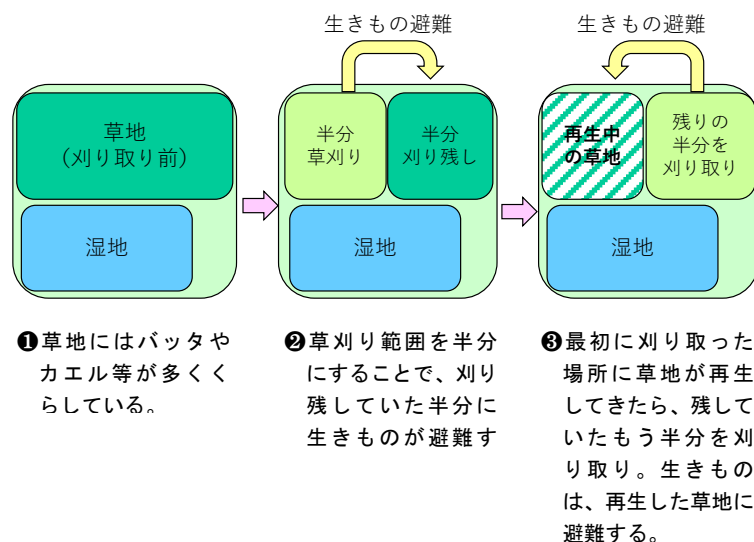 生きもの避難
生きもの避難
草地
(刈り取り前)
湿地
半分
草刈り
半分
刈り残し
湿地
再生中
の草地
残りの
半分を
刈り取り
湿地
❶草地にはバッタや
カエル等が多くく
らしている。
❷草刈り範囲を半分
にすることで、刈り
残していた半分に
生きものが避難す
❸最初に刈り取った
場所に草地が再生
してきたら、残して
いたもう半分を刈
り取り。生きもの
は、再生した草地に
避難する。